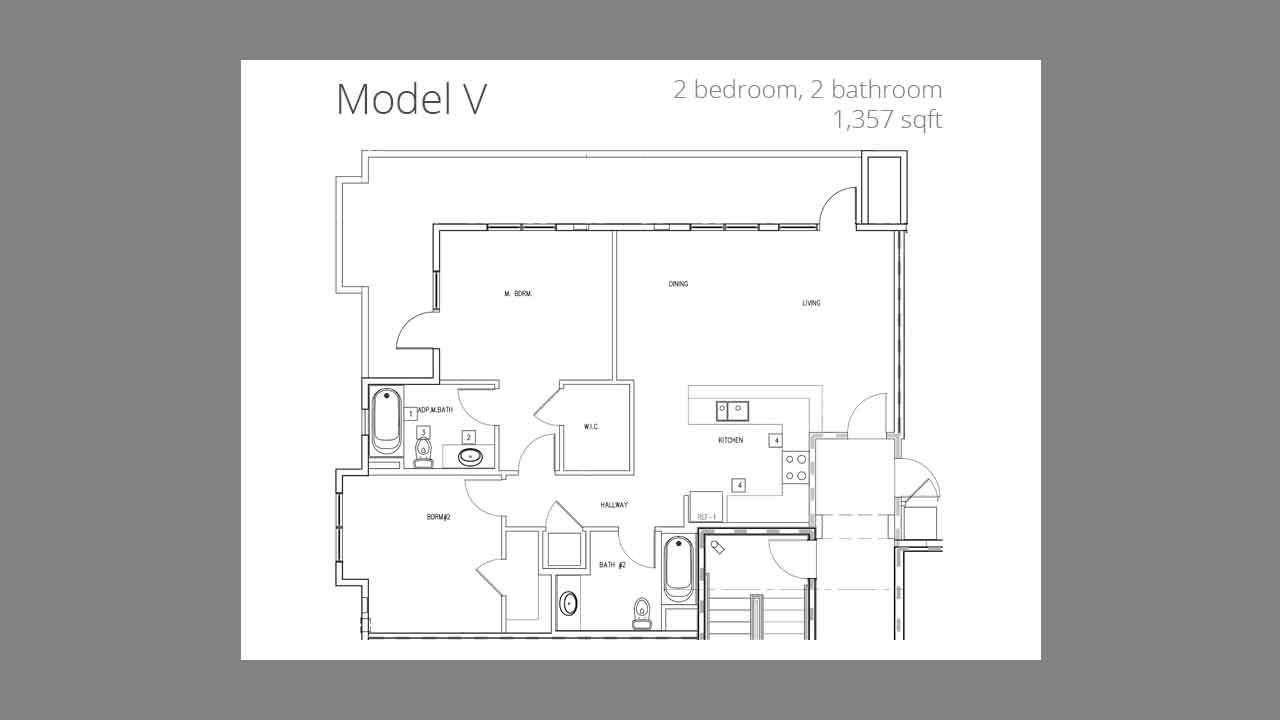 Model V
2 bedroom, 2 bathroom
1,357 sqft
DINING
M. BDRM.
LIVING
1
ADP.M.BATH
W.I.C.
3
2
KITCHEN
4
4
HALLWAY
BDRM#2
REF-1
BATH #2